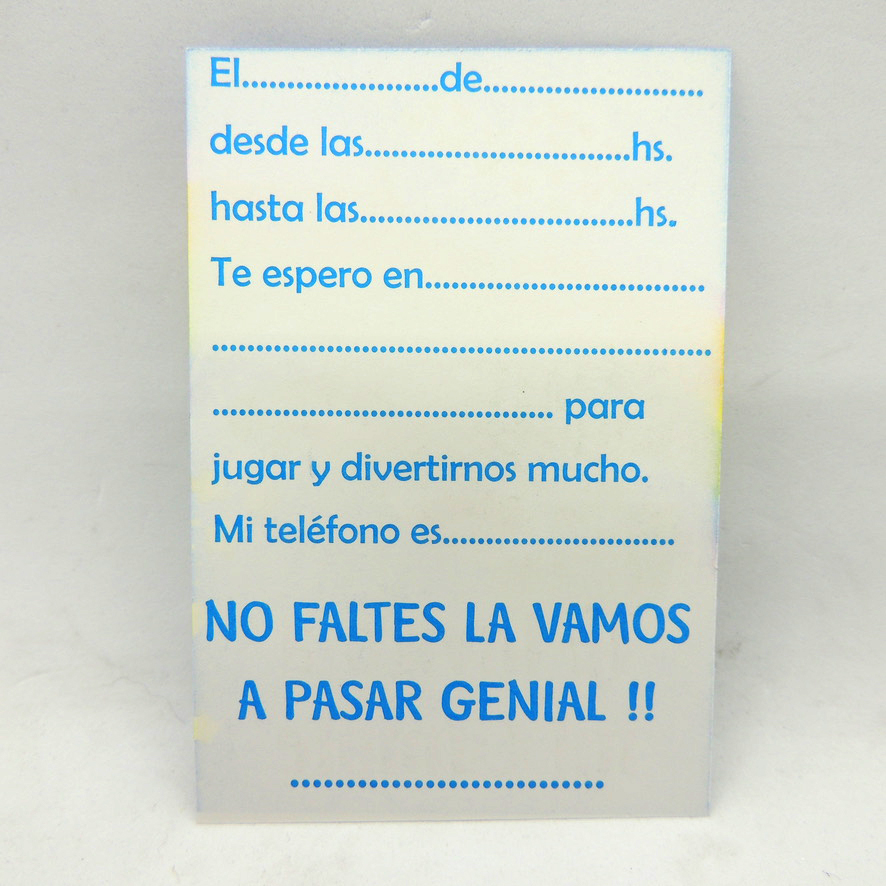 El......................de.........................
desde las..............................hs.
hasta las...............................hs.
Te espero en................................
.........................................................
....................................... para
jugar y divertirnos mucho.
Mi teléfono es..........................
NO FALTES LA VAMOS
A PASAR GENIAL !!
..............................